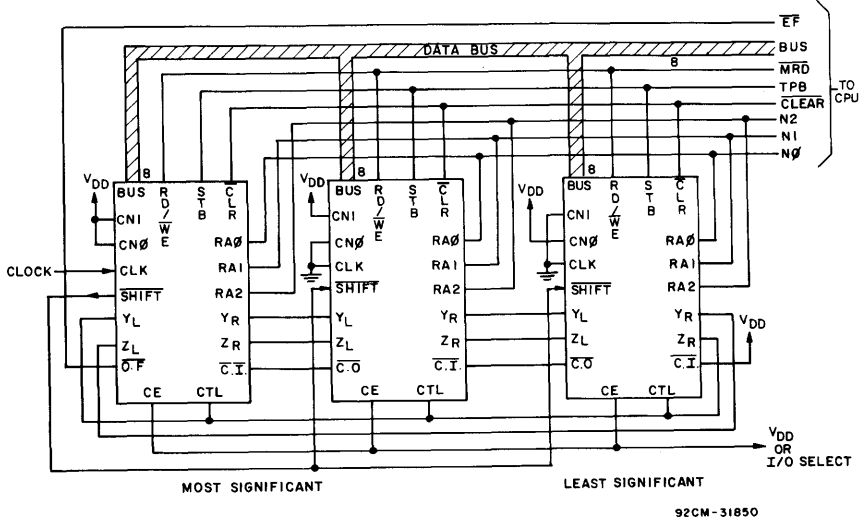 EF
BUS
DATA BUS
8
MRD
TPB
CLEAR
N2
N1
NØ
TO
CPU
8
8
8
VDD
BUS
RD/WE
STB
CLR
CN1
CNØ
CLK
SHIFT
YL
ZL
O.F
RAØ
RA1
RA2
YR
ZR
C.I.
CE
CTL
CLOCK
VDD
BUS
RD/WE
STB
CLR
CN1
CNØ
CLK
SHIFT
YL
ZL
C.O
RAØ
RA1
RA2
YR
ZR
C.I.
CE
CTL
VDD
BUS
RD/WE
STB
CLR
CN1
CNØ
CLK
SHIFT
YL
ZL
C.O
RAØ
RA1
RA2
YR
ZR
C.I.
CE
CTL
VDD
VDD
OR
I/O SELECT
MOST SIGNIFICANT
LEAST SIGNIFICANT
92CM-31850